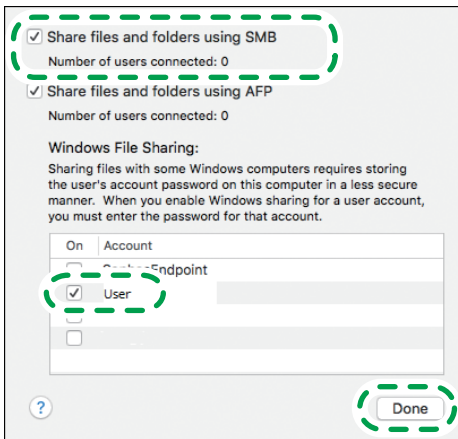 Share files and folders using SMB
Number of users connected: 0
Share files and folders using AFP
Number of users connected: 0
Windows File Sharing:
Sharing files with some Windows computers requires storing
the user's account password on this computer in a less secure
manner. When you enable Windows sharing for a user account,
you must enter the password for that account.
On Account
SophosEndpoint
User
? Done